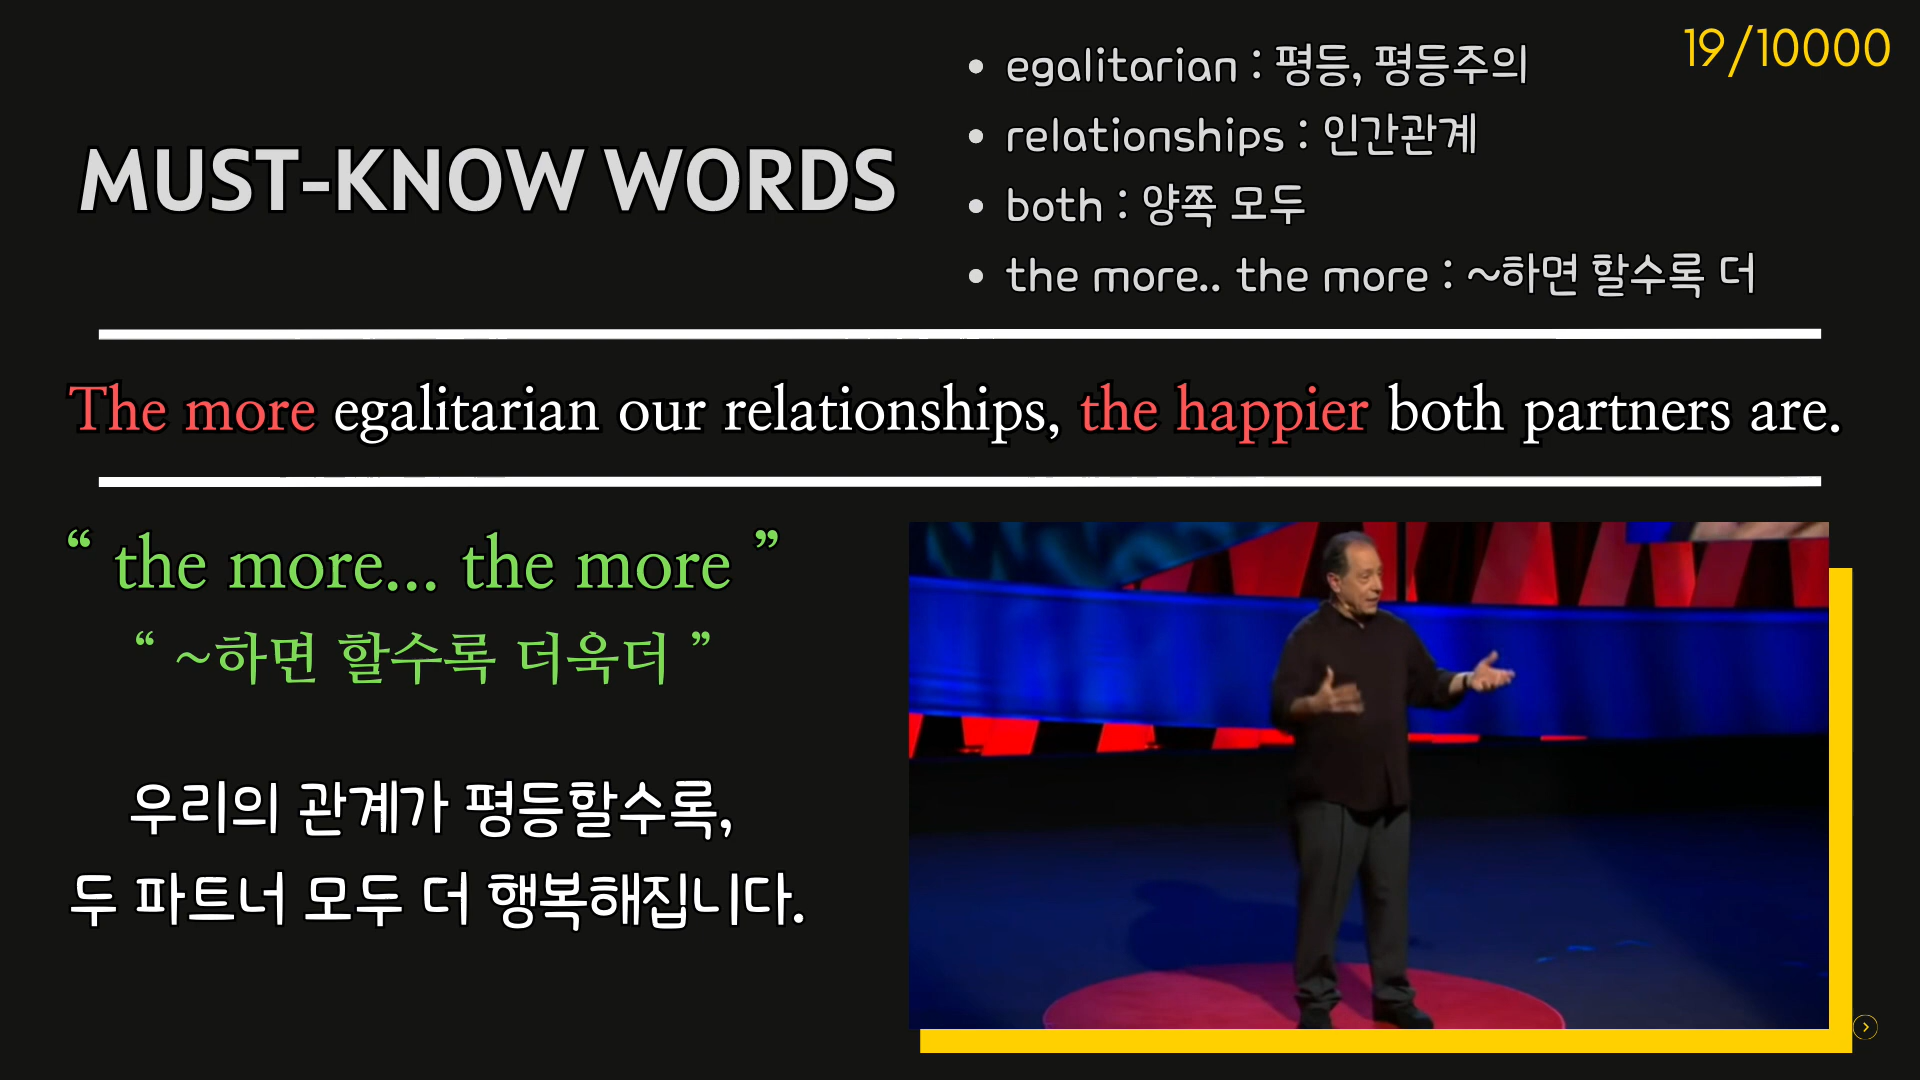 19/10000
MUST-KNOW WORDS
• egalitarian : 평등, 평등주의
• relationships : 인간관계
• both : 양쪽 모두
• the more.. the more : ~하면 할수록 더
The more egalitarian our relationships, the happier both partners are.
“ the more... the more ”
“ ~하면 할수록 더욱더 ”
우리의 관계가 평등할수록,
두 파트너 모두 더 행복해집니다.